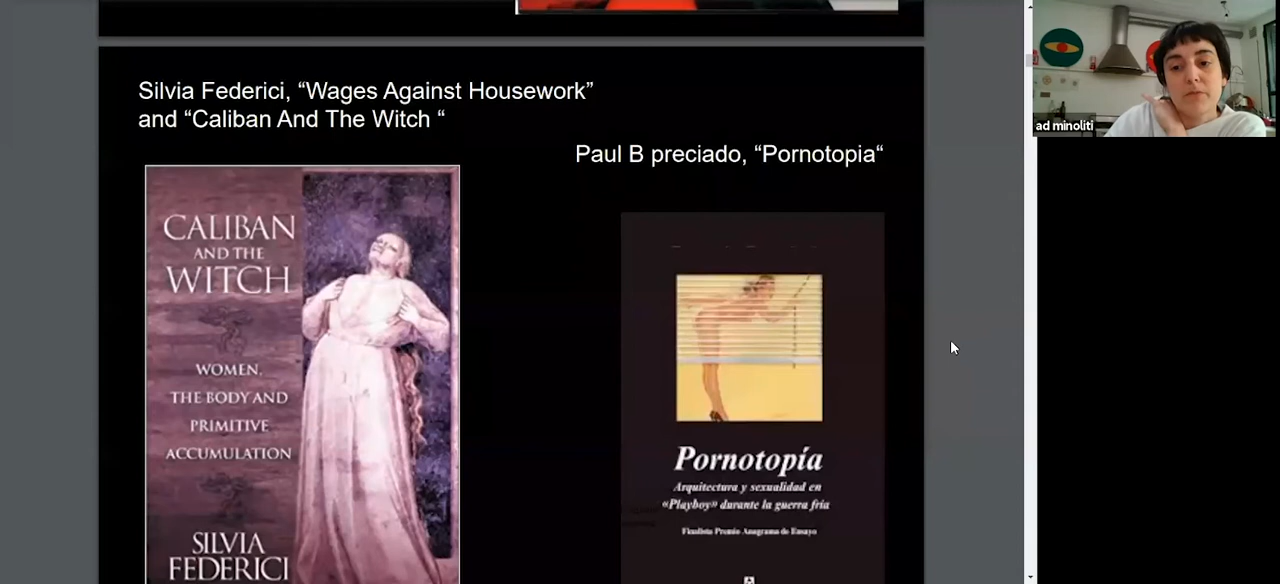 Silvia Federici, “Wages Against Housework”
and “Caliban And The Witch “
Paul B preciado, “Pornotopia“
CALIBAN
AND THE
WITCH
WOMEN,
THE BODY AND
PRIMITIVE
ACCUMULATION
SILVIA
FEDERICI
Pornotopía
Arquitectura y sexualidad en
«Playboy» durante la guerra fría
Finalista Premio Anagrama de Ensayo
ad minoliti